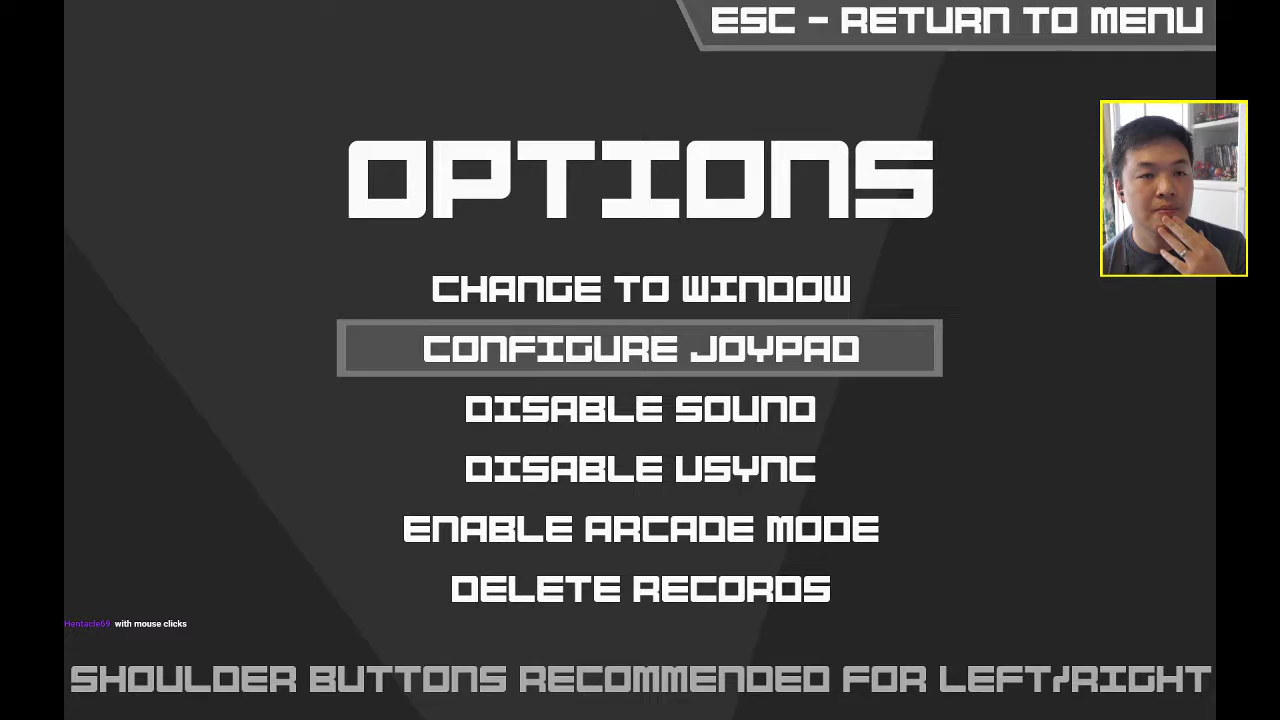 ESC - RETURN TO MENU
OPTIONS
CHANGE TO WINDOW
CONFIGURE JOYPAD
DISABLE SOUND
DISABLE VSYNC
ENABLE ARCADE MODE
DELETE RECORDS
Hentacle69 with mouse clicks
SHOULDER BUTTONS RECOMMENDED FOR LEFT/RIGHT